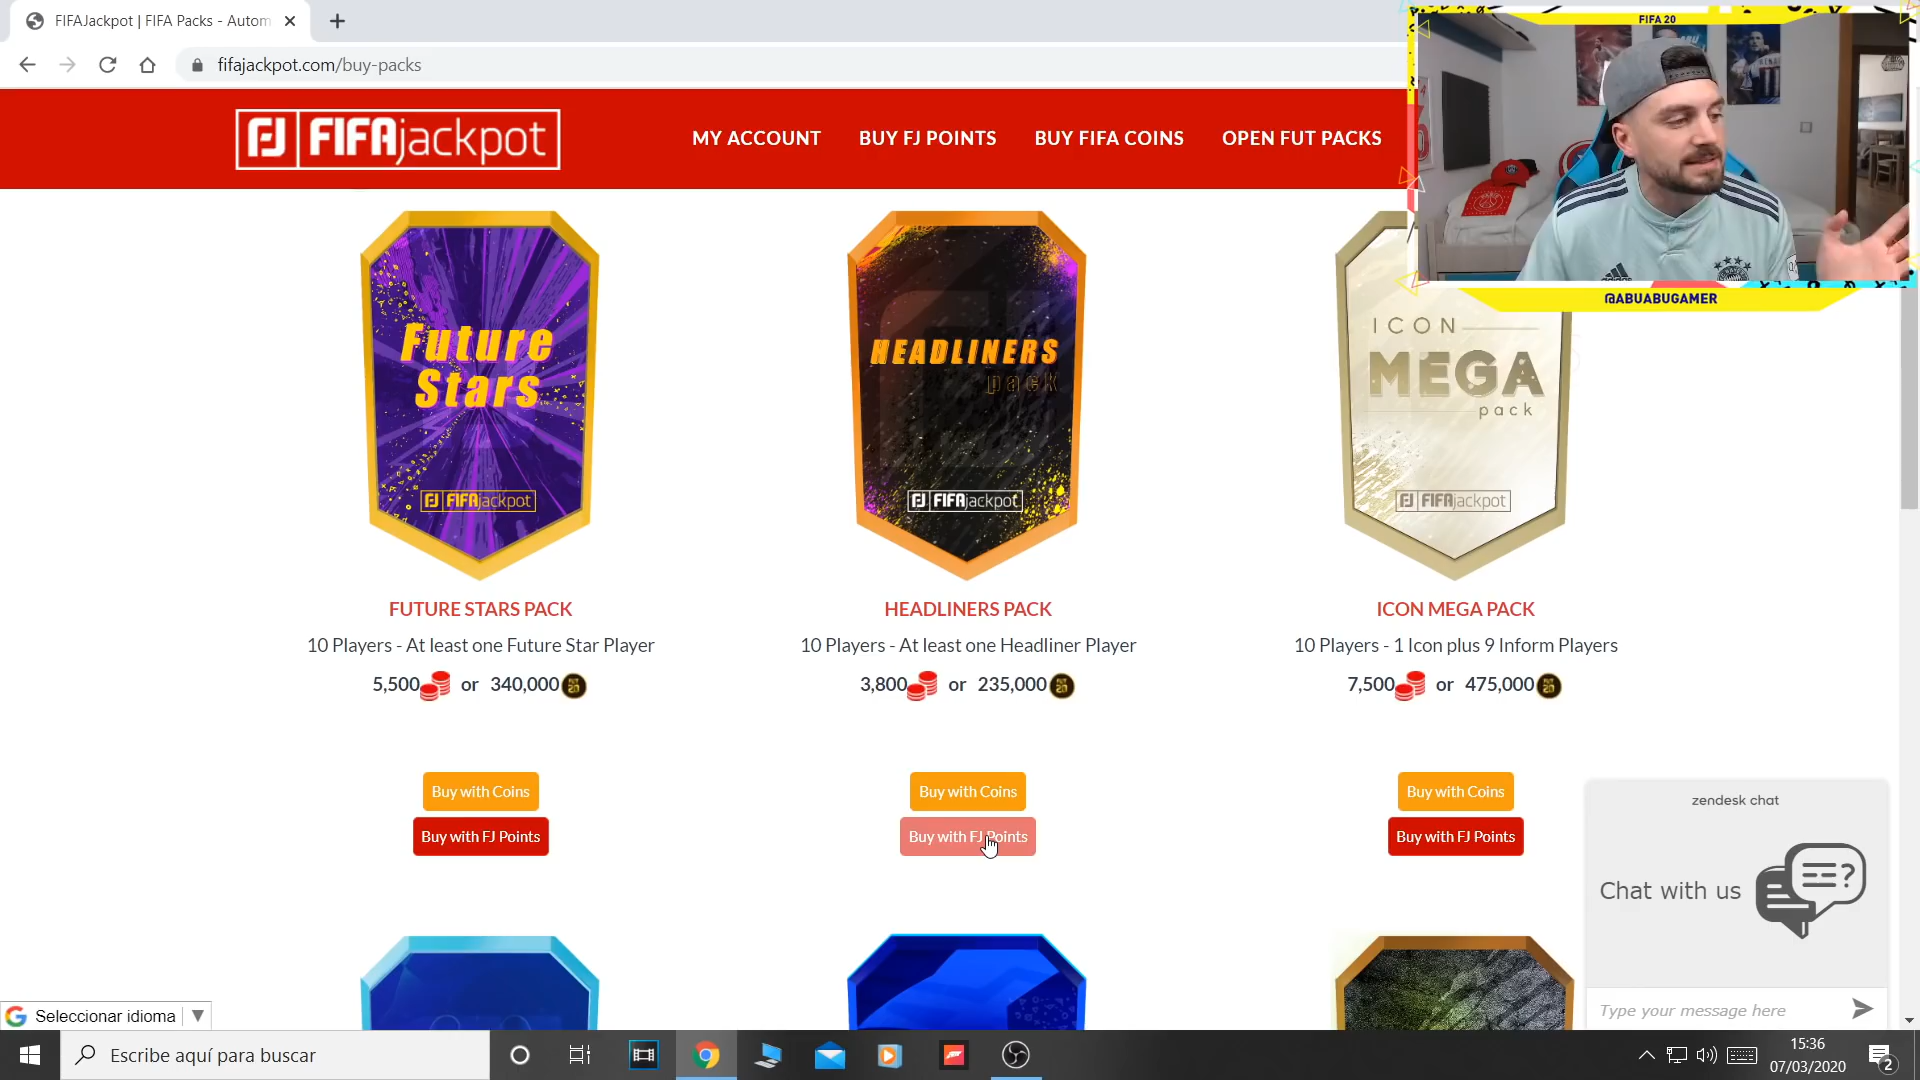 FIFAJackpot | FIFA Packs - Autom
fifajackpot.com/buy-packs
FJ FIFAjackpot
MY ACCOUNT
BUY FJ POINTS
BUY FIFA COINS
OPEN FUT PACKS
FIFA 20
@ABUABUGAMER
Future
Stars
FJ FIFAjackpot
HEADLINERS
pack
FJ FIFAjackpot
ICON
MEGA
pack
FJ FIFAjackpot
FUTURE STARS PACK
10 Players - At least one Future Star Player
5,500 or 340,000
Buy with Coins
Buy with FJ Points
HEADLINERS PACK
10 Players - At least one Headliner Player
3,800 or 235,000
Buy with Coins
Buy with FJ Points
ICON MEGA PACK
10 Players - 1 Icon plus 9 Inform Players
7,500 or 475,000
Buy with Coins
Buy with FJ Points
zendesk chat
Chat with us
Type your message here
Seleccionar idioma
Escribe aquí para buscar
15:36
07/03/2020
2